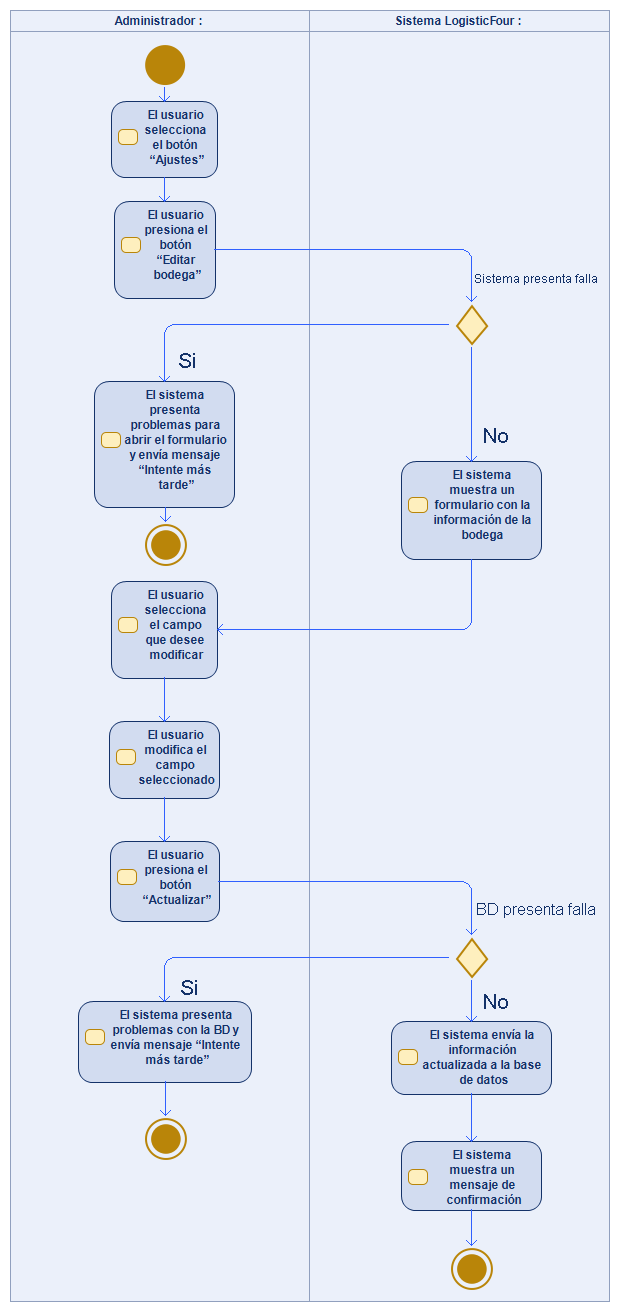 Administrador :
Sistema LogisticFour :
El usuario
selecciona
el botón
“Ajustes”
El usuario
presiona el
botón
“Editar
bodega”
Sistema presenta falla
Si
El sistema
presenta
problemas para
abrir el formulario
y envía mensaje
“Intente más
tarde”
No
El sistema
muestra un
formulario con la
información de la
bodega
El usuario
selecciona
el campo
que desee
modificar
El usuario
modifica el
campo
seleccionado
El usuario
presiona el
botón
“Actualizar”
BD presenta falla
Si
El sistema presenta
problemas con la BD y
envía mensaje “Intente
más tarde”
No
El sistema envía la
información
actualizada a la base
de datos
El sistema
muestra un
mensaje de
confirmación